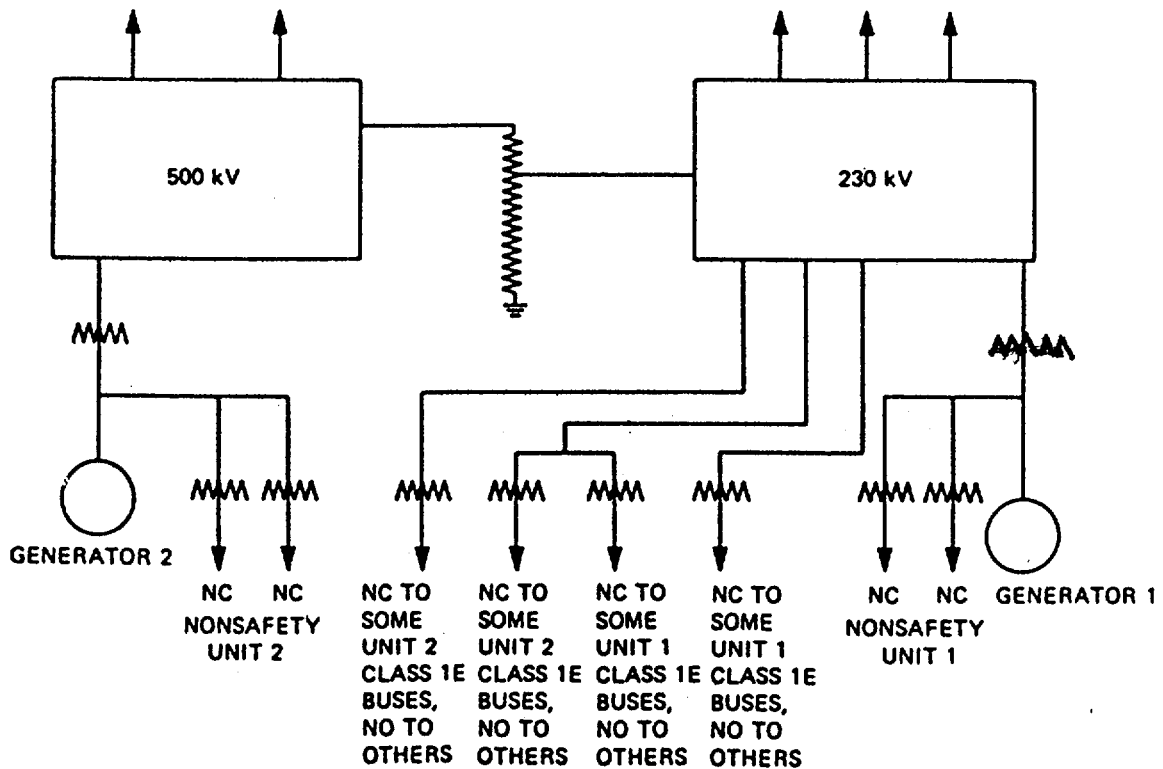 500 kV
230 kV
GENERATOR 2
NC
NC
NONSAFETY
UNIT 2
NC TO
SOME
UNIT 2
CLASS 1E
BUSES,
NO TO
OTHERS
NC TO
SOME
UNIT 2
CLASS 1E
BUSES,
NO TO
OTHERS
NC TO
SOME
UNIT 1
CLASS 1E
BUSES,
NO TO
OTHERS
NC TO
SOME
UNIT 1
CLASS 1E
BUSES,
NO TO
OTHERS
NC
NC
NONSAFETY
UNIT 1
GENERATOR 1